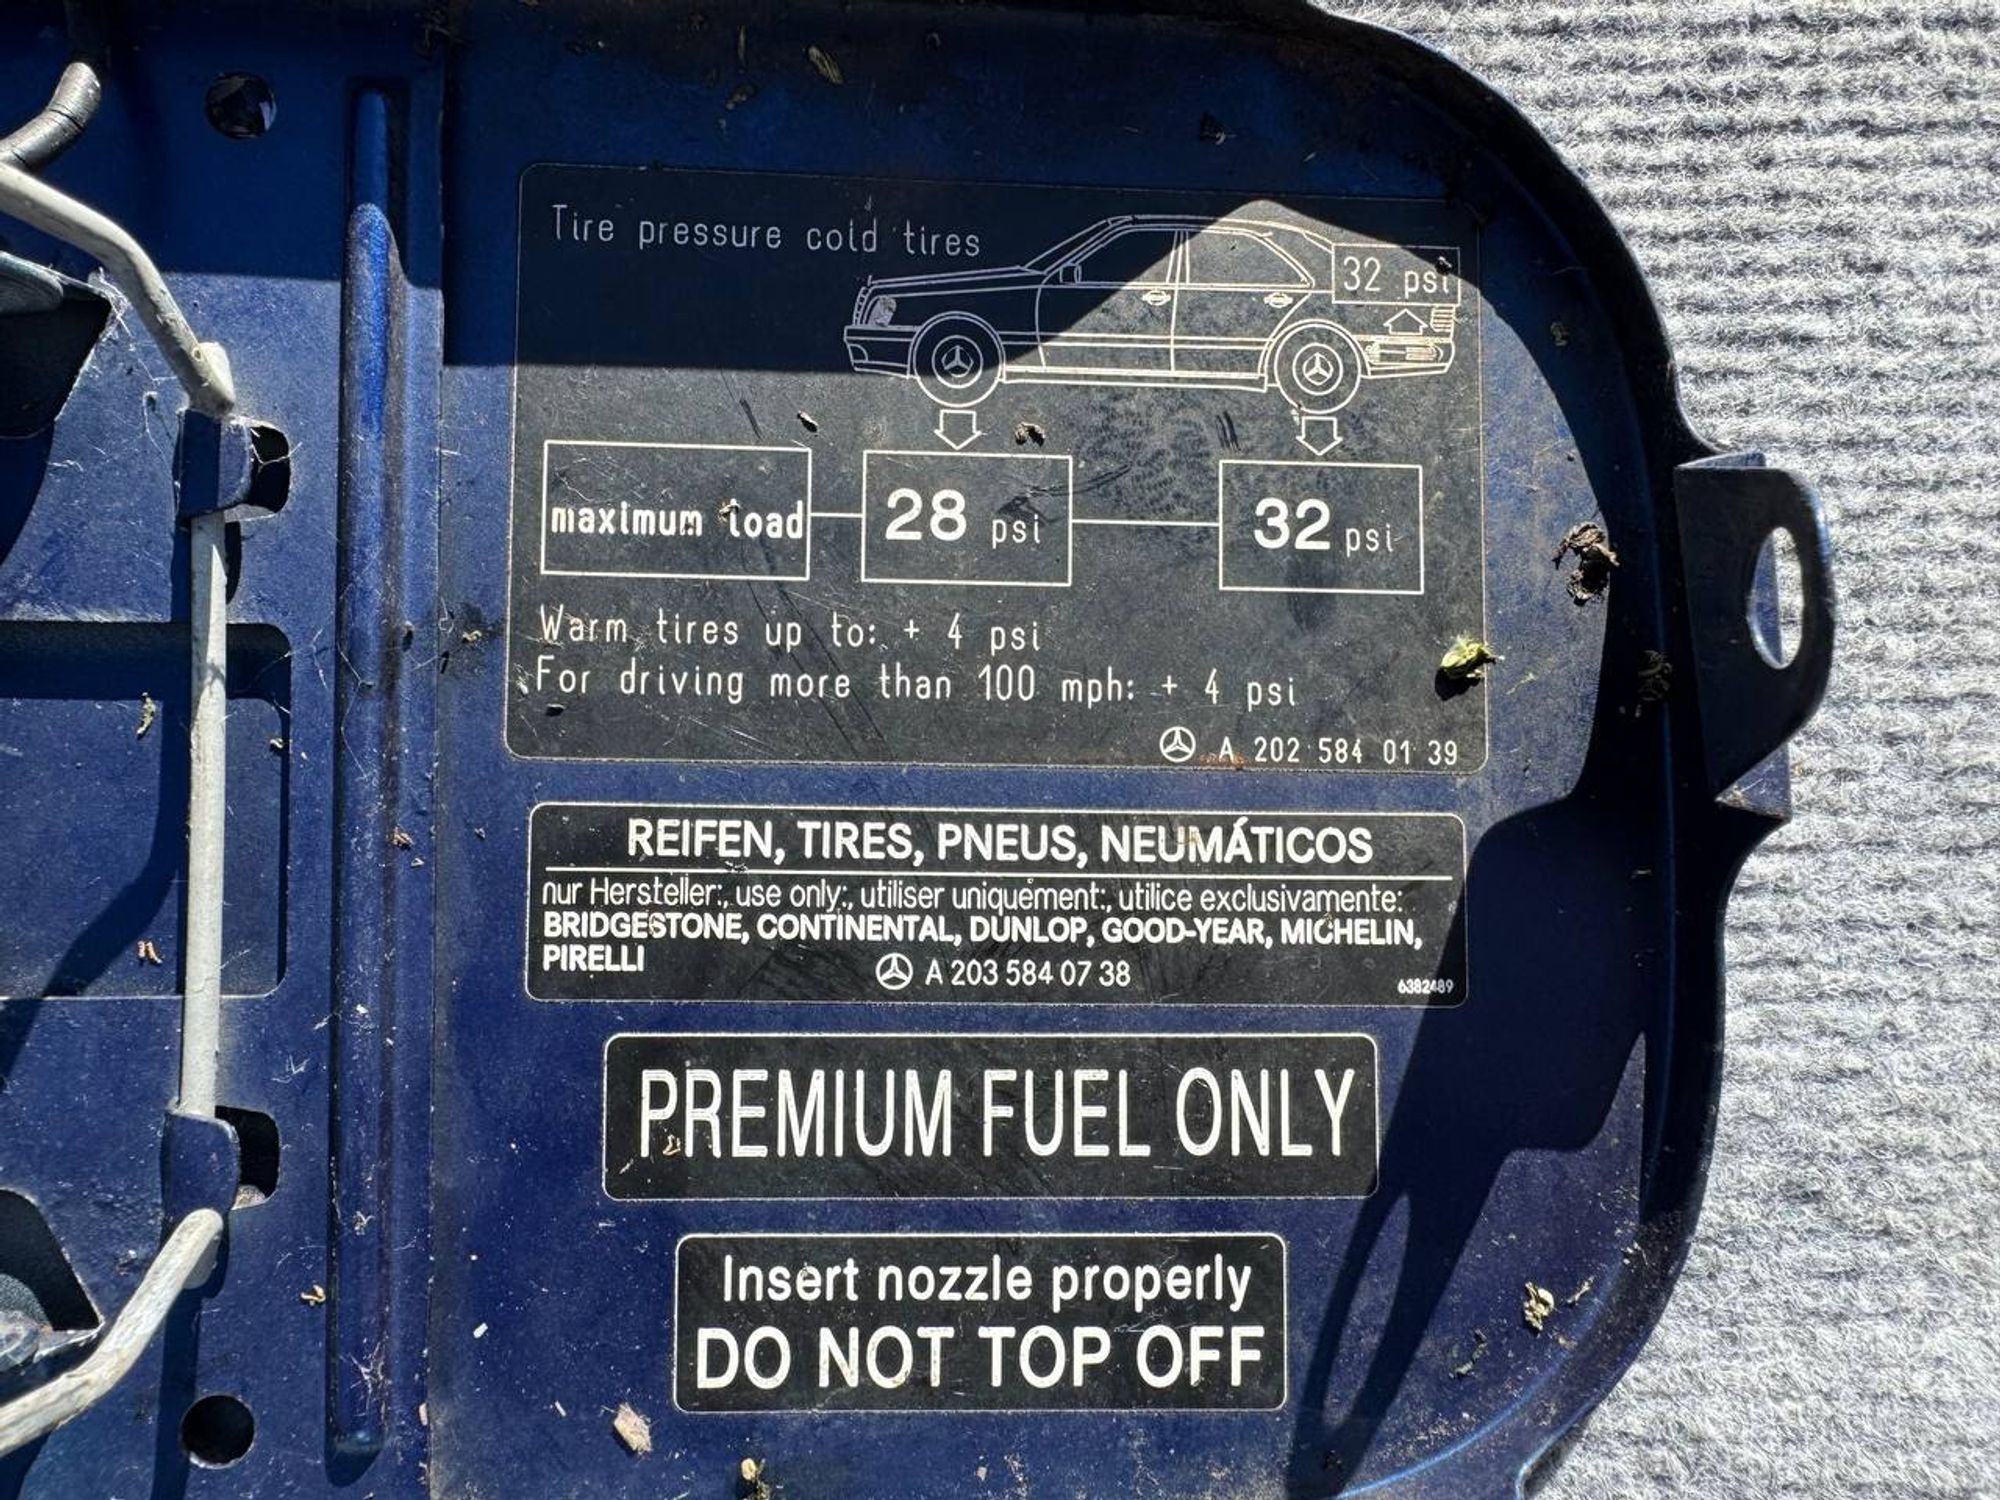 Tire pressure cold tires
32 psi
maximum load 28 psi 32 psi
Warm tires up to: + 4 psi
For driving more than 100 mph: + 4 psi
A 202 584 01 39
REIFEN, TIRES, PNEUS, NEUMÁTICOS
nur Hersteller:, use only:, utiliser uniquement:, utilice exclusivamente:
BRIDGESTONE, CONTINENTAL, DUNLOP, GOOD-YEAR, MICHELIN,
PIRELLI
A 203 584 07 38
6382489
PREMIUM FUEL ONLY
Insert nozzle properly
DO NOT TOP OFF